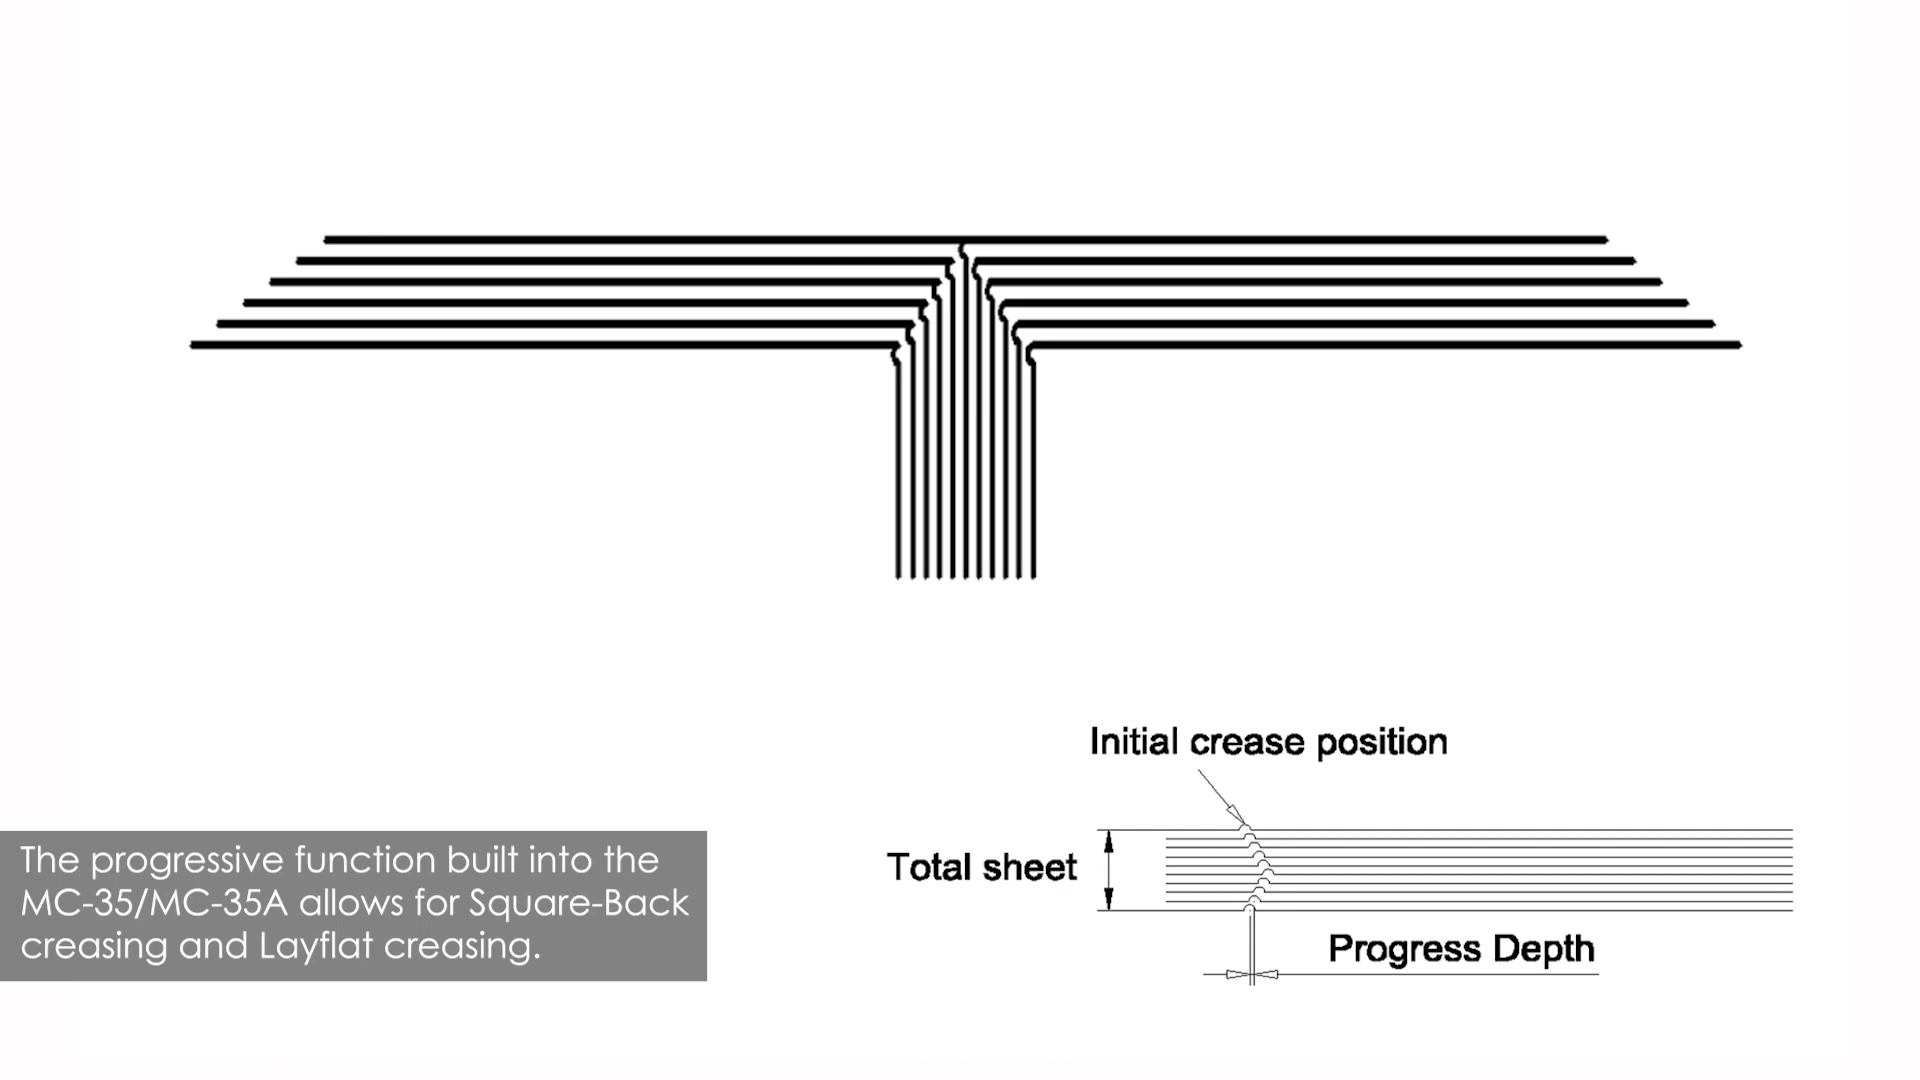 Initial crease position
Total sheet
Progress Depth
The progressive function built into the
MC-35/MC-35A allows for Square-Back
creasing and Layflat creasing.